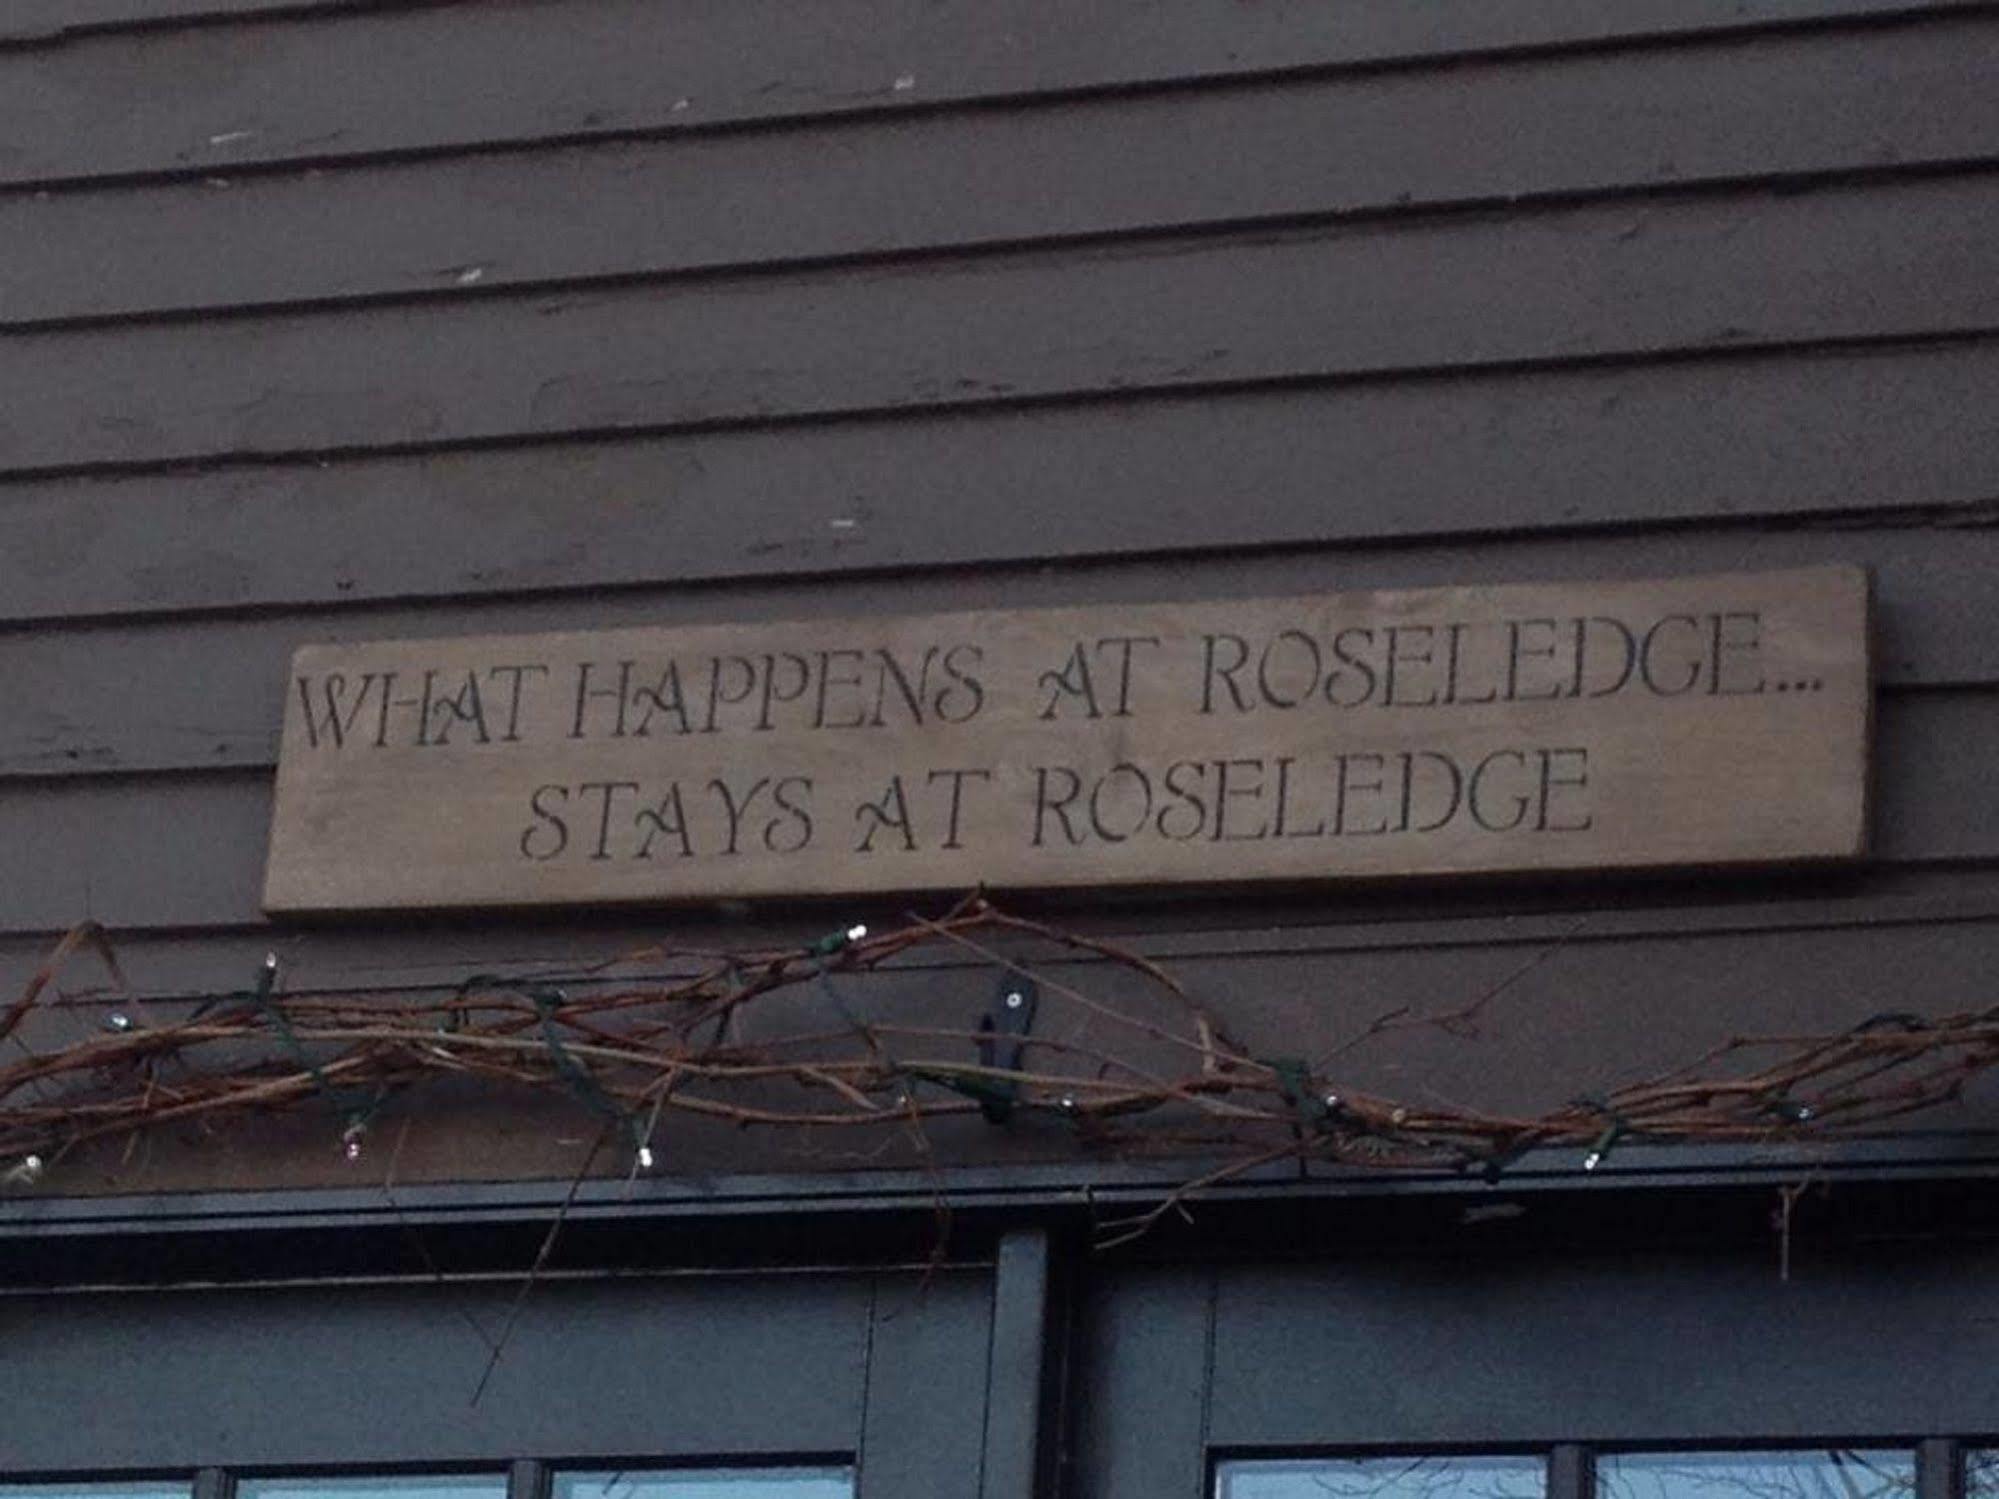 WHAT HAPPENS AT ROSELEDGE...
STAYS AT ROSELEDGE